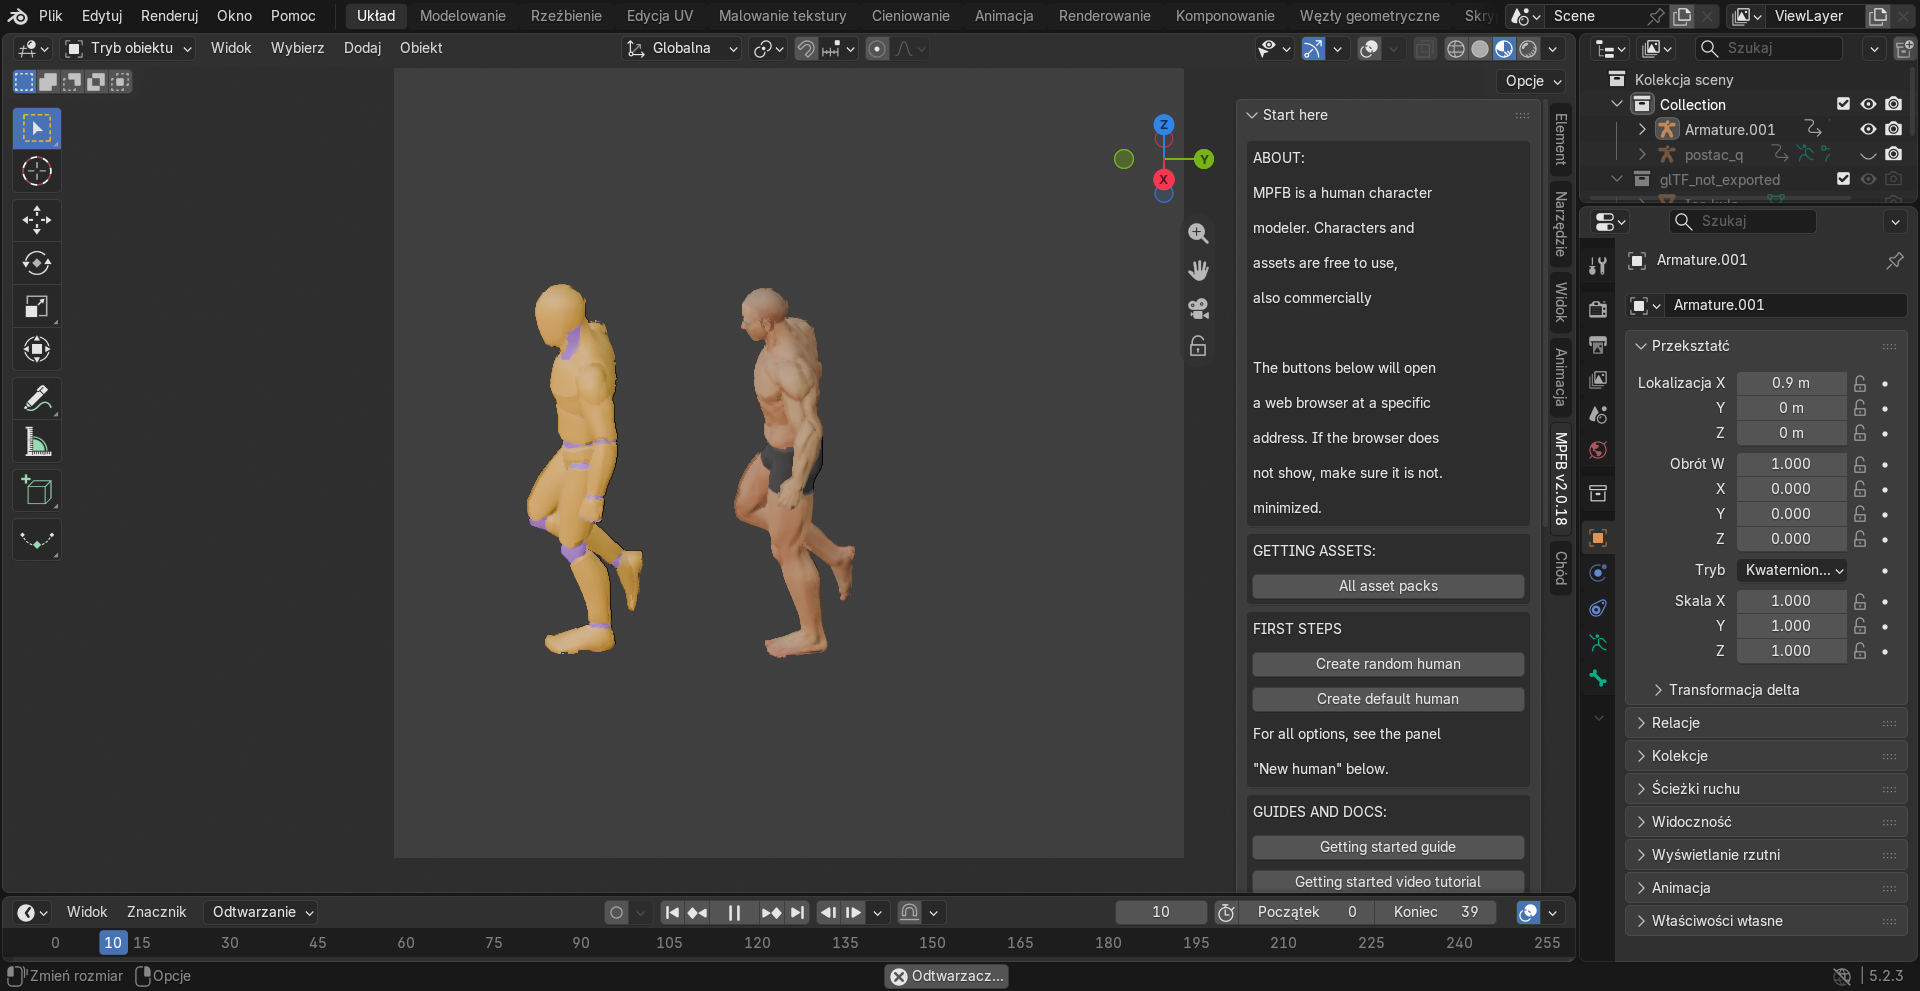 Plik Edytuj Renderuj Okno Pomoc Układ Modelowanie Rzeźbienie Edycja UV Malowanie tekstury Cieniowanie Animacja Renderowanie Komponowanie Węzły geometryczne Skry Scene ViewLayer
Tryb obiektu Widok Wybierz Dodaj Obiekt Globalna Szukaj
Opcje
Kolekcja sceny
Collection
Armature.001
postac_q
glTF_not_exported
Z
Y
X
Start here
ABOUT:
MPFB is a human character
modeler. Characters and
assets are free to use,
also commercially
The buttons below will open
a web browser at a specific
address. If the browser does
not show, make sure it is not.
minimized.
GETTING ASSETS:
All asset packs
FIRST STEPS
Create random human
Create default human
For all options, see the panel
"New human" below.
GUIDES AND DOCS:
Getting started guide
Getting started video tutorial
Element
Narzędzie
Widok
Animacja
MPFB v2.0.18
Chód
Szukaj
Armature.001
Armature.001
Przekształć
Lokalizacja X 0.9 m
Y 0 m
Z 0 m
Obrót W 1.000
X 0.000
Y 0.000
Z 0.000
Tryb Kwaternion...
Skala X 1.000
Y 1.000
Z 1.000
Transformacja delta
Relacje
Kolekcje
Ścieżki ruchu
Widoczność
Wyświetlanie rzutni
Animacja
Właściwości własne
Widok Znacznik Odtwarzanie 10 Początek 0 Koniec 39
0 10 15 30 45 60 75 90 105 120 135 150 165 180 195 210 225 240 255
Zmień rozmiar Opcje Odtwarzacz... 5.2.3